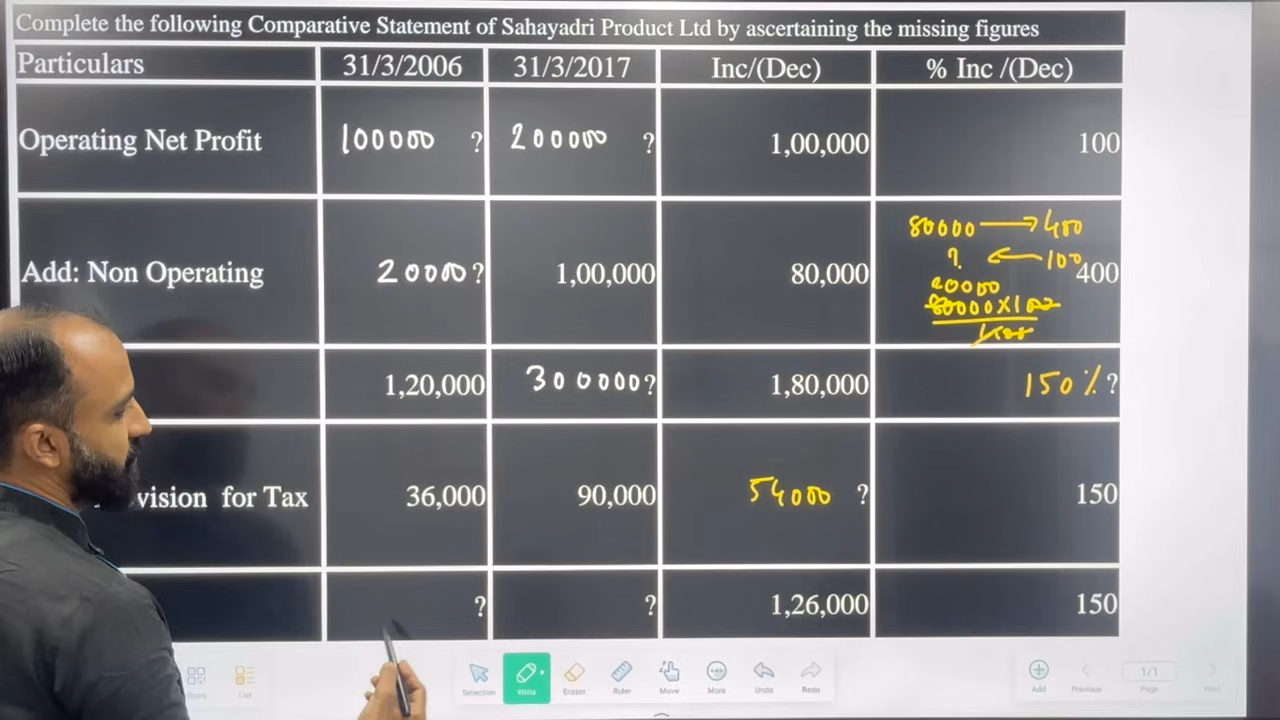 Complete the following Comparative Statement of Sahayadri Product Ltd by ascertaining the missing figures
Particulars 31/3/2006 31/3/2017 Inc/(Dec) % Inc /(Dec)
Operating Net Profit 100000 ? 200000 ? 1,00,000 100
80000 → 400
Add: Non Operating 20000? 1,00,000 80,000 ? ← 100 400
20000
80000X100
400
1,20,000 300000? 1,80,000 150%?
vision for Tax 36,000 90,000 54000 ? 150
? ? 1,26,000 150
Selection Write Eraser Ruler Move More Undo Redo Add Previous 1/1 Page Next